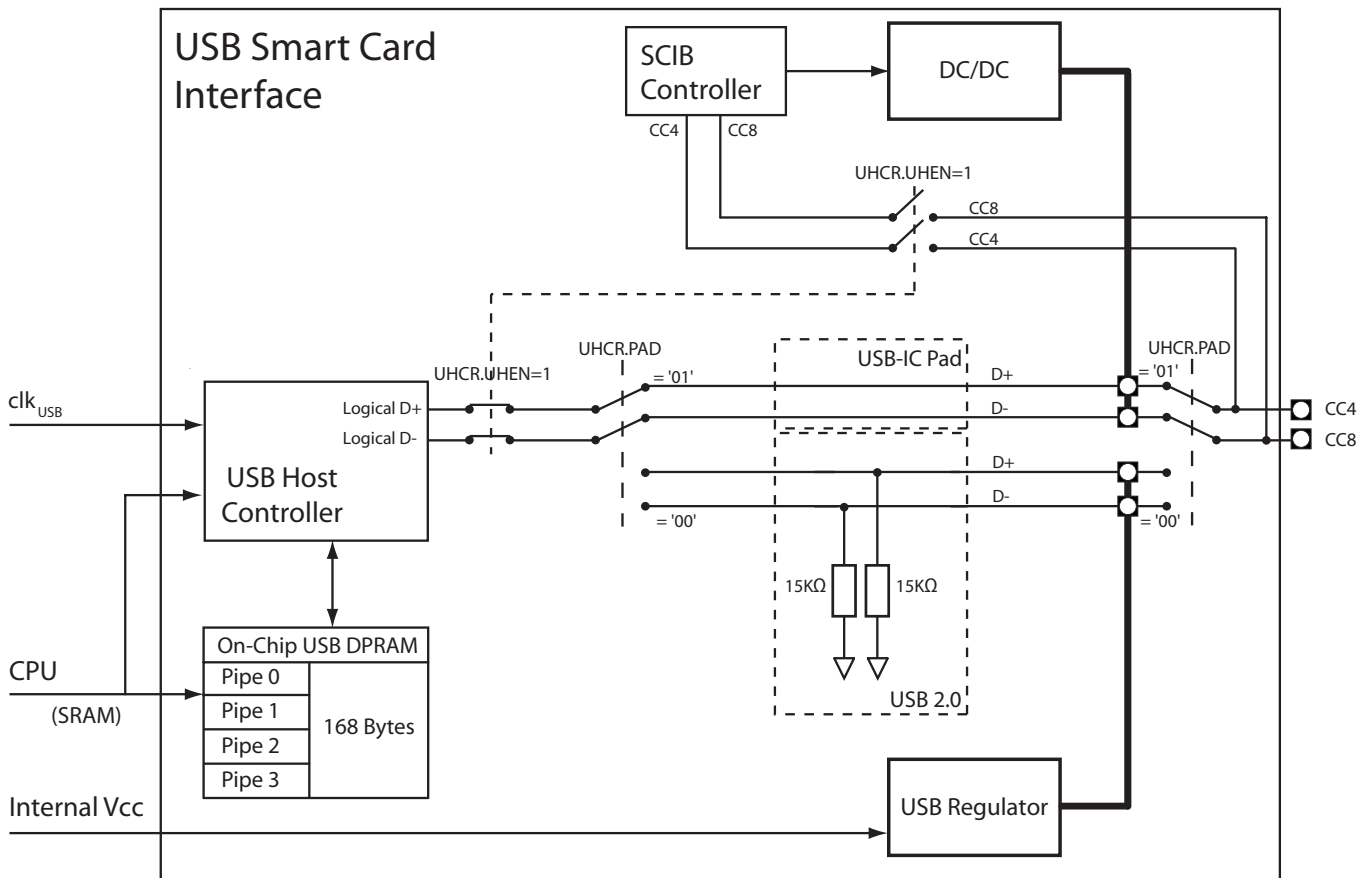 USB Smart Card
Interface
SCIB
Controller
DC/DC
CC4
CC8
UHCR.UHEN=1
CC8
CC4
UHCR.PAD
USB-IC Pad
UHCR.PAD
UHCR.UHEN=1
= '01'
D+
= '01'
clk USB
Logical D+
D-
CC4
Logical D-
CC8
USB Host
Controller
D+
D-
= '00'
= '00'
15KΩ
15KΩ
On-Chip USB DPRAM
CPU
Pipe 0
(SRAM)
Pipe 1
168 Bytes
USB 2.0
Pipe 2
Pipe 3
Internal Vcc
USB Regulator